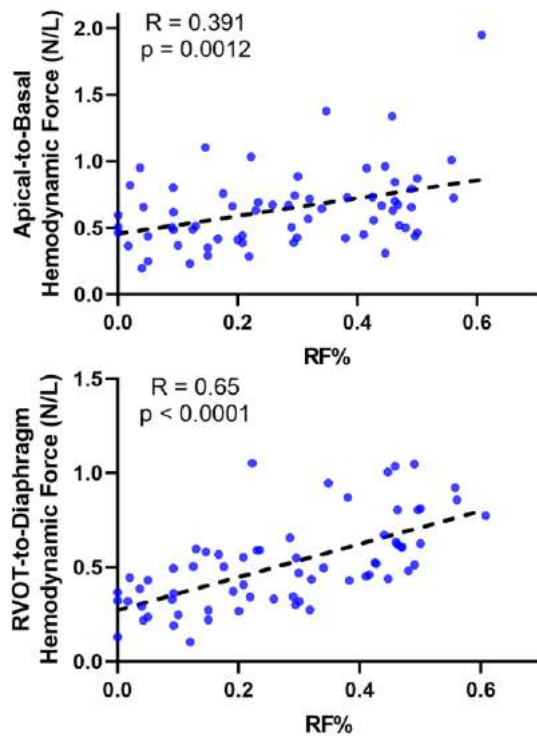 R = 0.391
p = 0.0012
Apical-to-Basal
Hemodynamic Force (N/L)
2.0
1.5
1.0
0.5
0.0
0.0 0.2 0.4 0.6
RF%
R = 0.65
p < 0.0001
RVOT-to-Diaphragm
Hemodynamic Force (N/L)
1.5
1.0
0.5
0.0
0.0 0.2 0.4 0.6
RF%